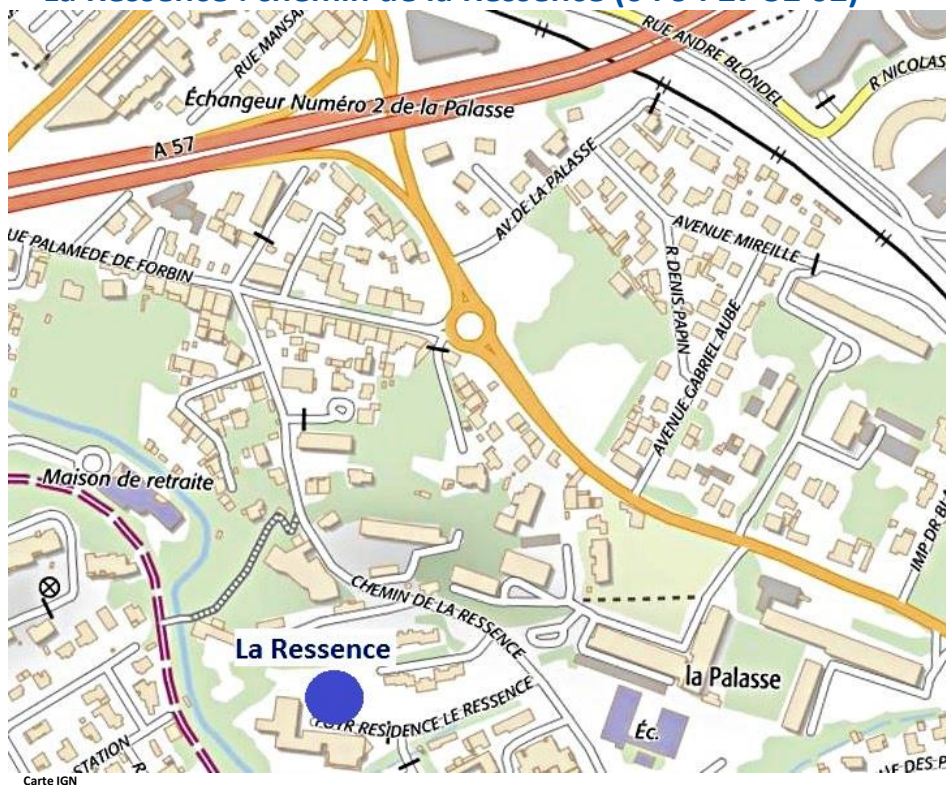 RUE MANSA
RUE ANDRE BLONDEL
R NICOLAS
Échangeur Numéro 2 de la Palasse
A 57
AV DE LA PALASSE
AVENUE MIREILLE
UE PALAMEDE DE FORBIN
R DENIS PAPIN
AVENUE GABRIEL AUBE
Maison de retraite
IMP DR B
CHEMIN DE LA RESSENCE
La Ressence
la Palasse
RESIDENCE LE RESSENCE
Éc.
STATION
R
Carte IGN